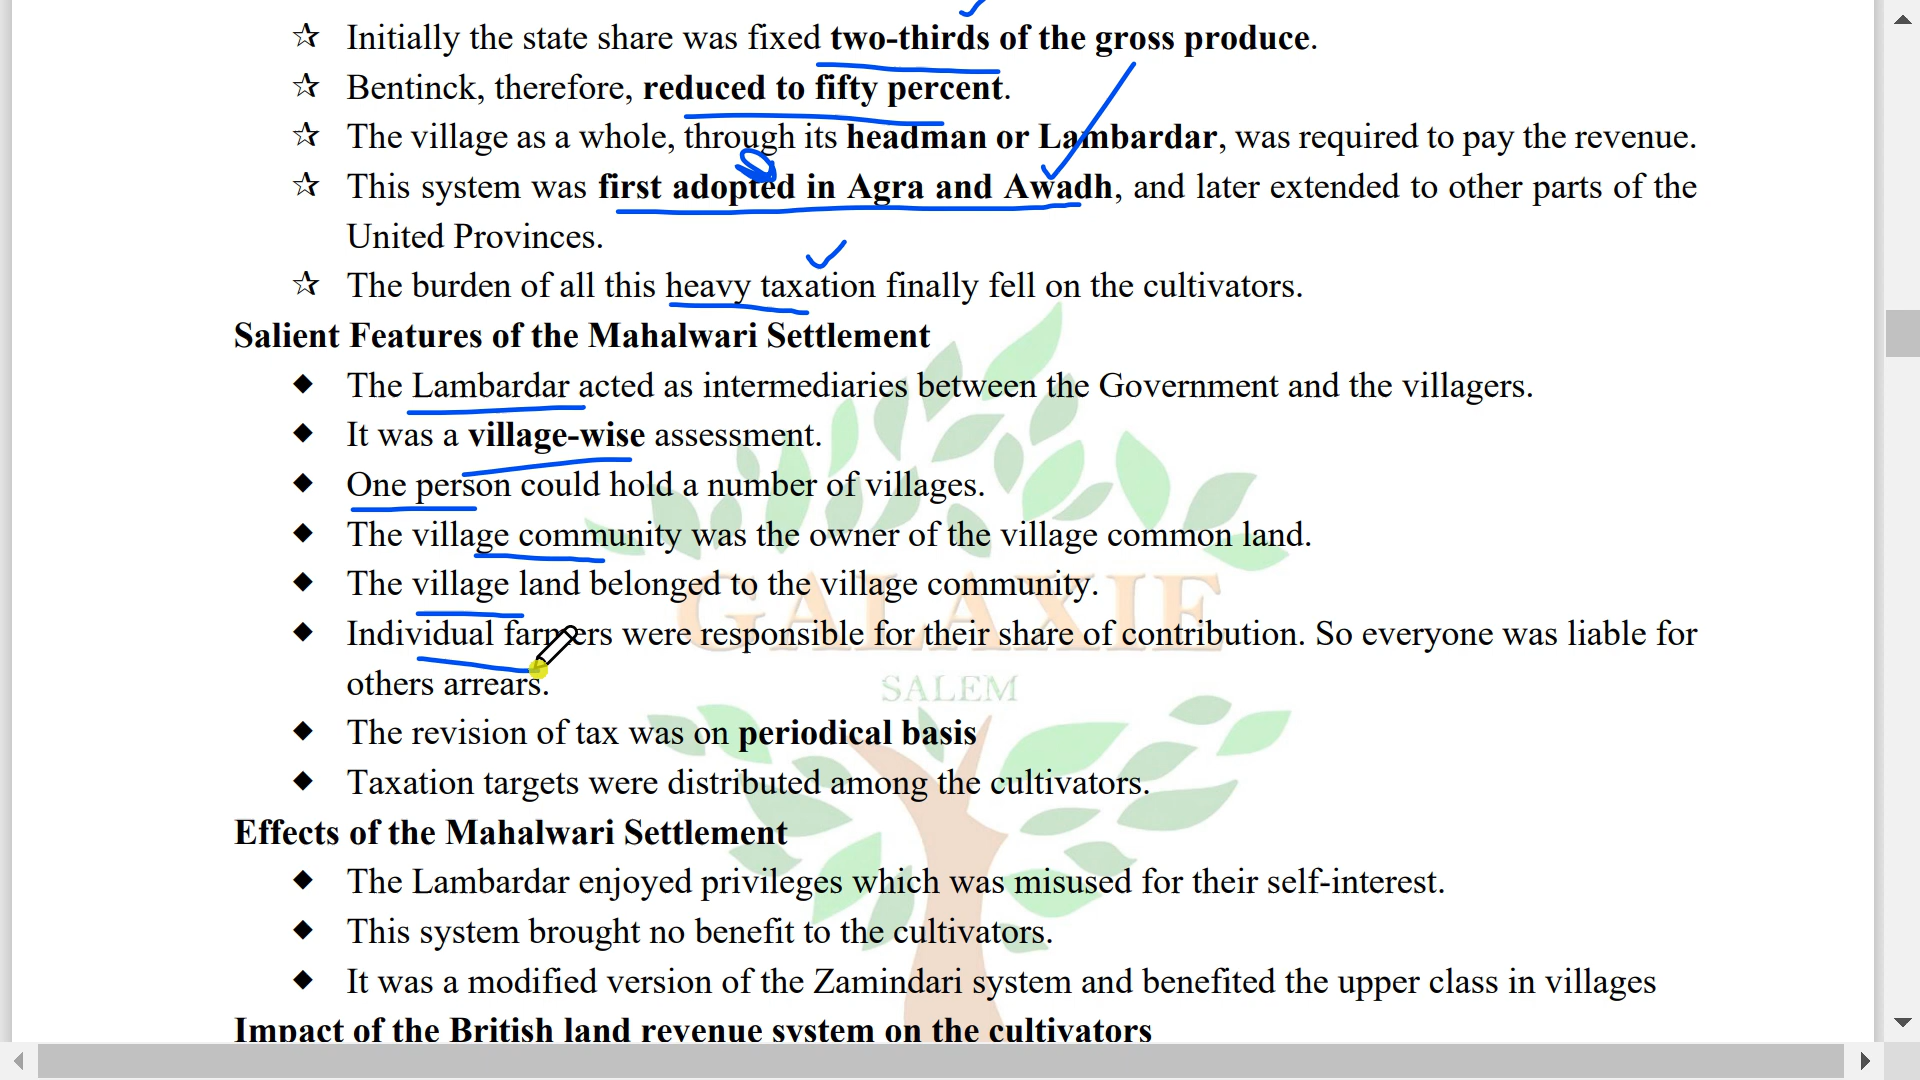 ☆ Initially the state share was fixed two-thirds of the gross produce.
☆ Bentinck, therefore, reduced to fifty percent.
☆ The village as a whole, through its headman or Lambardar, was required to pay the revenue.
☆ This system was first adopted in Agra and Awadh, and later extended to other parts of the
United Provinces.
☆ The burden of all this heavy taxation finally fell on the cultivators.
Salient Features of the Mahalwari Settlement
◆ The Lambardar acted as intermediaries between the Government and the villagers.
◆ It was a village-wise assessment.
◆ One person could hold a number of villages.
◆ The village community was the owner of the village common land.
◆ The village land belonged to the village community.
GALAXIE
◆ Individual farmers were responsible for their share of contribution. So everyone was liable for
others arrears.
SALEM
◆ The revision of tax was on periodical basis
◆ Taxation targets were distributed among the cultivators.
Effects of the Mahalwari Settlement
◆ The Lambardar enjoyed privileges which was misused for their self-interest.
◆ This system brought no benefit to the cultivators.
◆ It was a modified version of the Zamindari system and benefited the upper class in villages
Impact of the British land revenue system on the cultivators